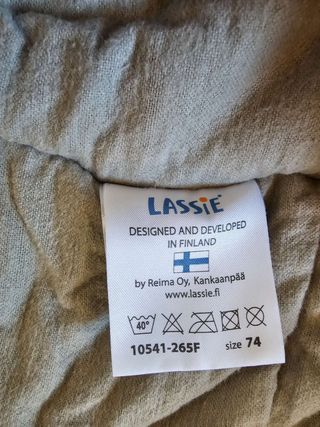 LASSiE
DESIGNED AND DEVELOPED
IN FINLAND
by Reima Oy, Kankaanpää
www.lassie.fi
40°
10541-265F size 74